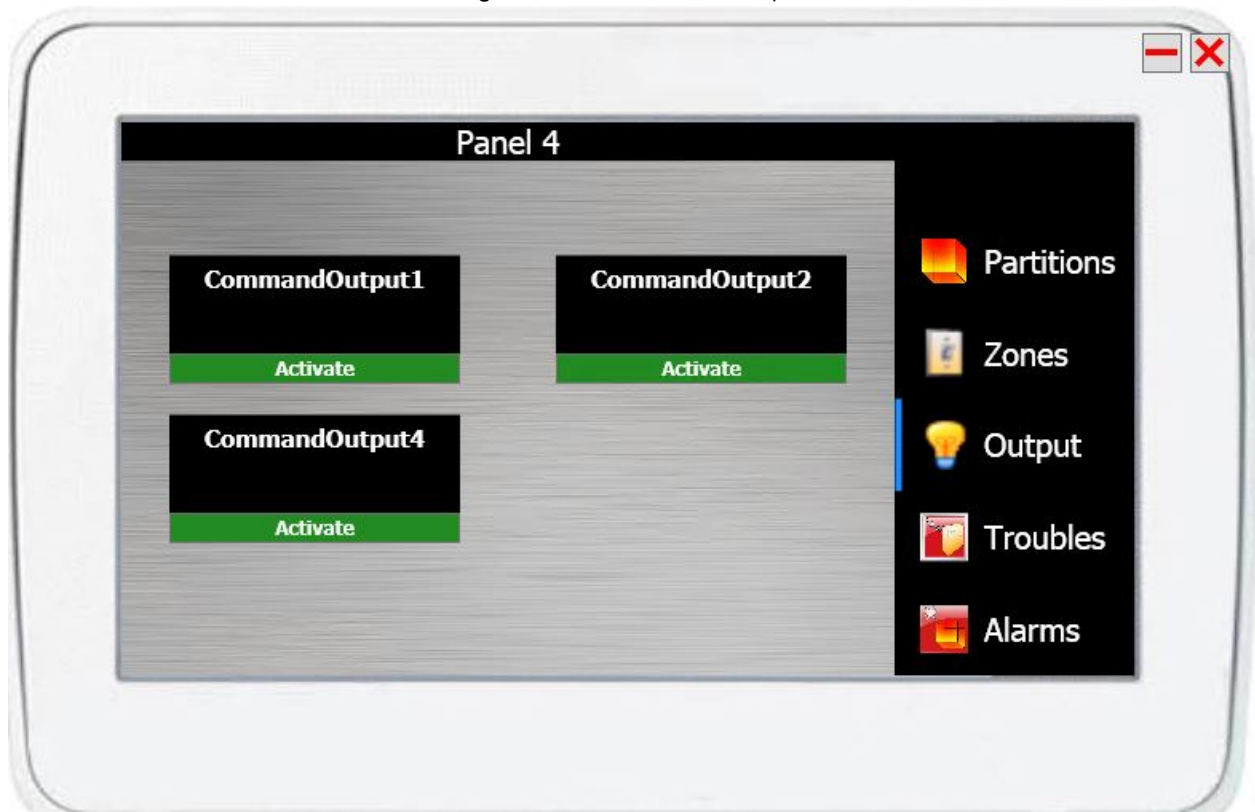 Panel 4
CommandOutput1
Activate
CommandOutput2
Activate
CommandOutput4
Activate
Partitions
Zones
Output
Troubles
Alarms